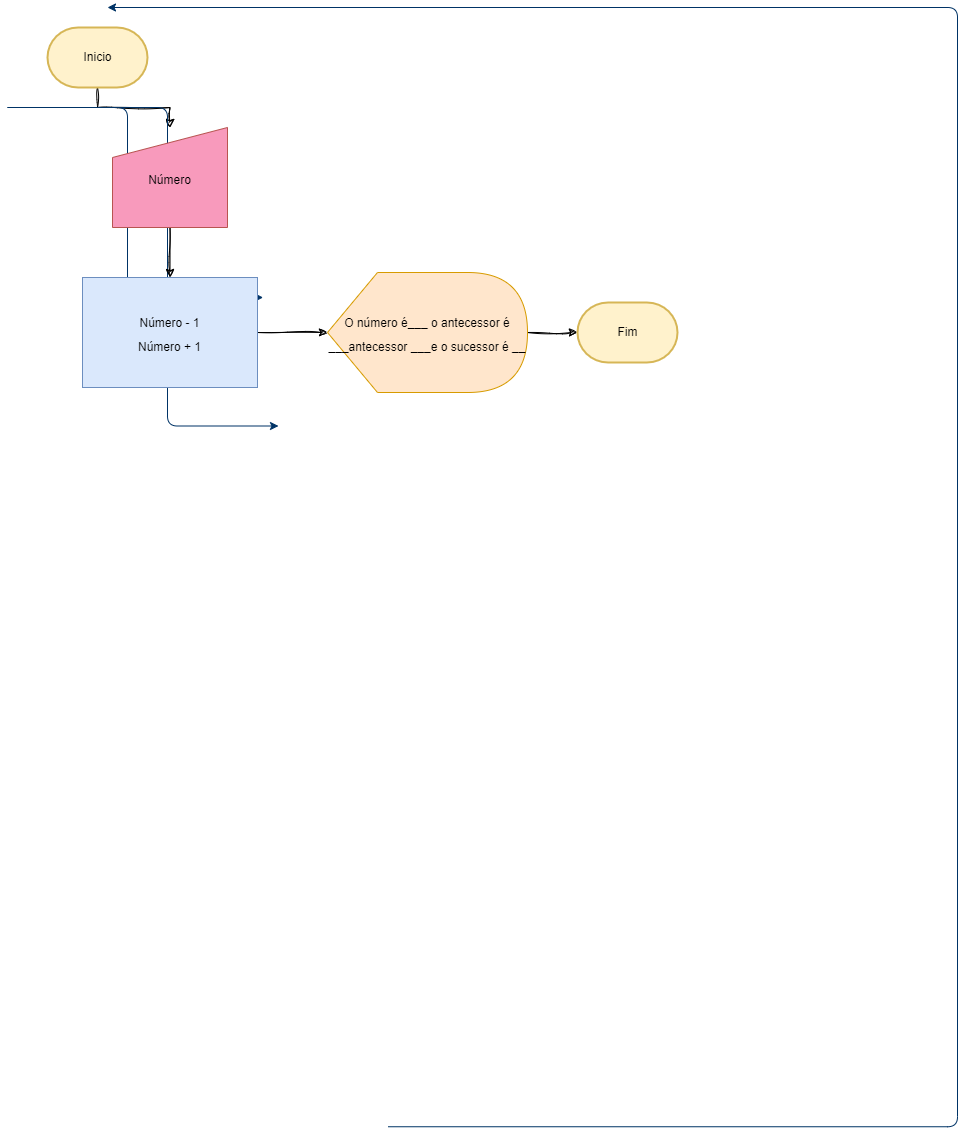 Inicio
Número
Número - 1
Número + 1
O número é___ o antecessor é
___antecessor ___e o sucessor é __
Fim